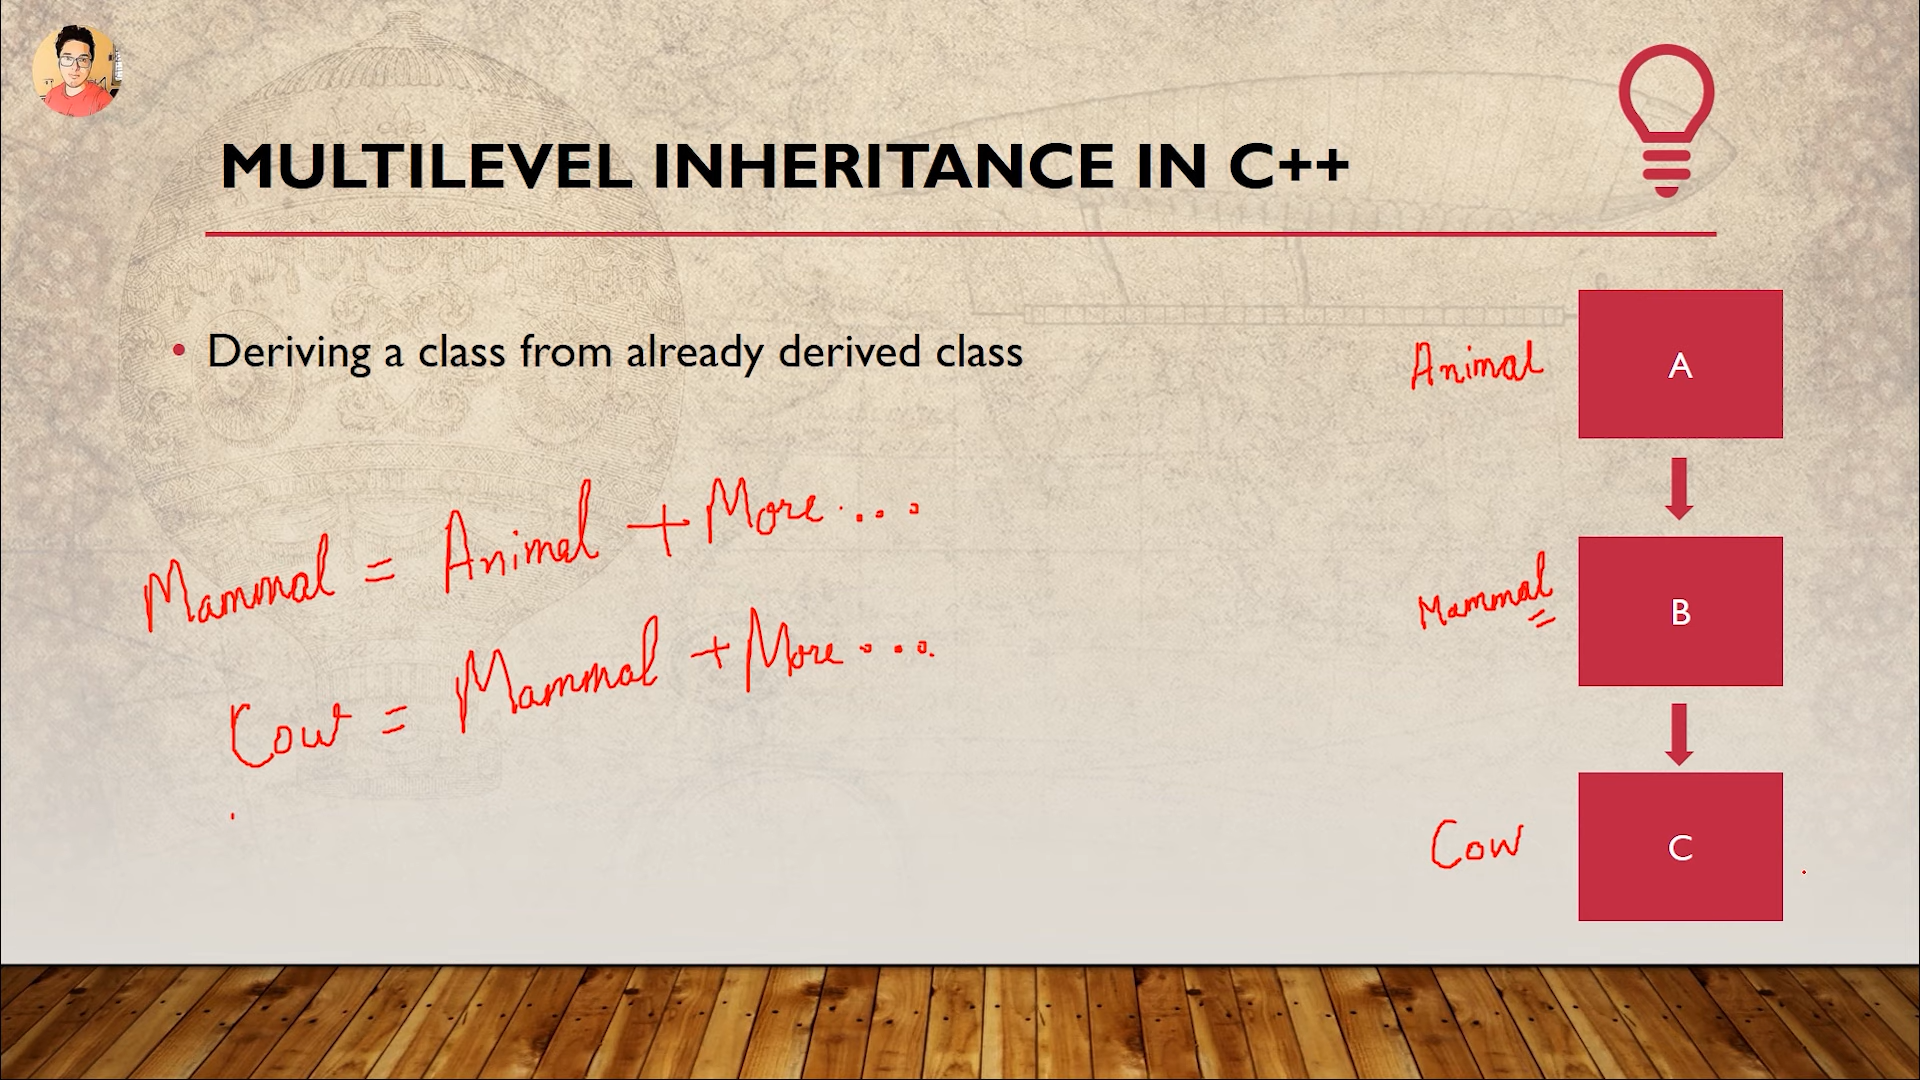 MULTILEVEL INHERITANCE IN C++
• Deriving a class from already derived class
Animal
A
Mammal = Animal + More....
Mammal
B
Cow = Mammal + More....
Cow
C